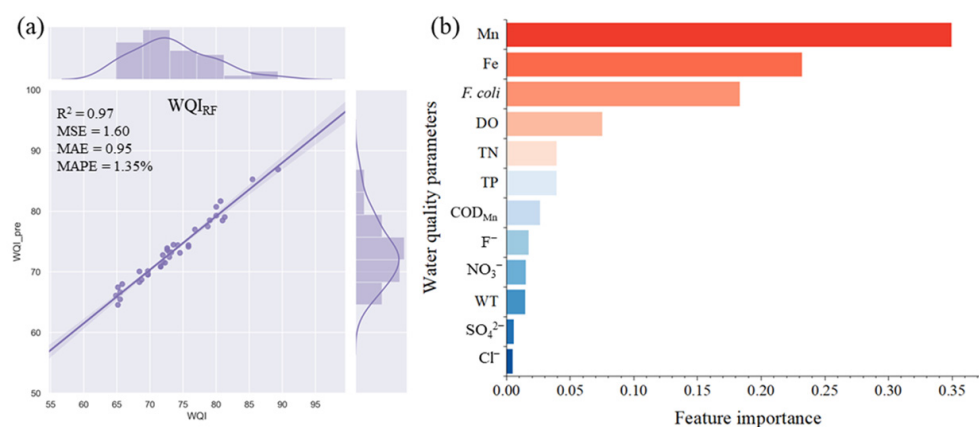 (a)
WQI_RF
R² = 0.97
MSE = 1.60
MAE = 0.95
MAPE = 1.35%
100
90
80
70
60
50
WQI_pre
55 60 65 70 75 80 85 90 95
WQI
(b)
Water quality parameters
Mn
Fe
F. coli
DO
TN
TP
COD_Mn
F⁻
NO₃⁻
WT
SO₄²⁻
Cl⁻
0.00 0.05 0.10 0.15 0.20 0.25 0.30 0.35
Feature importance